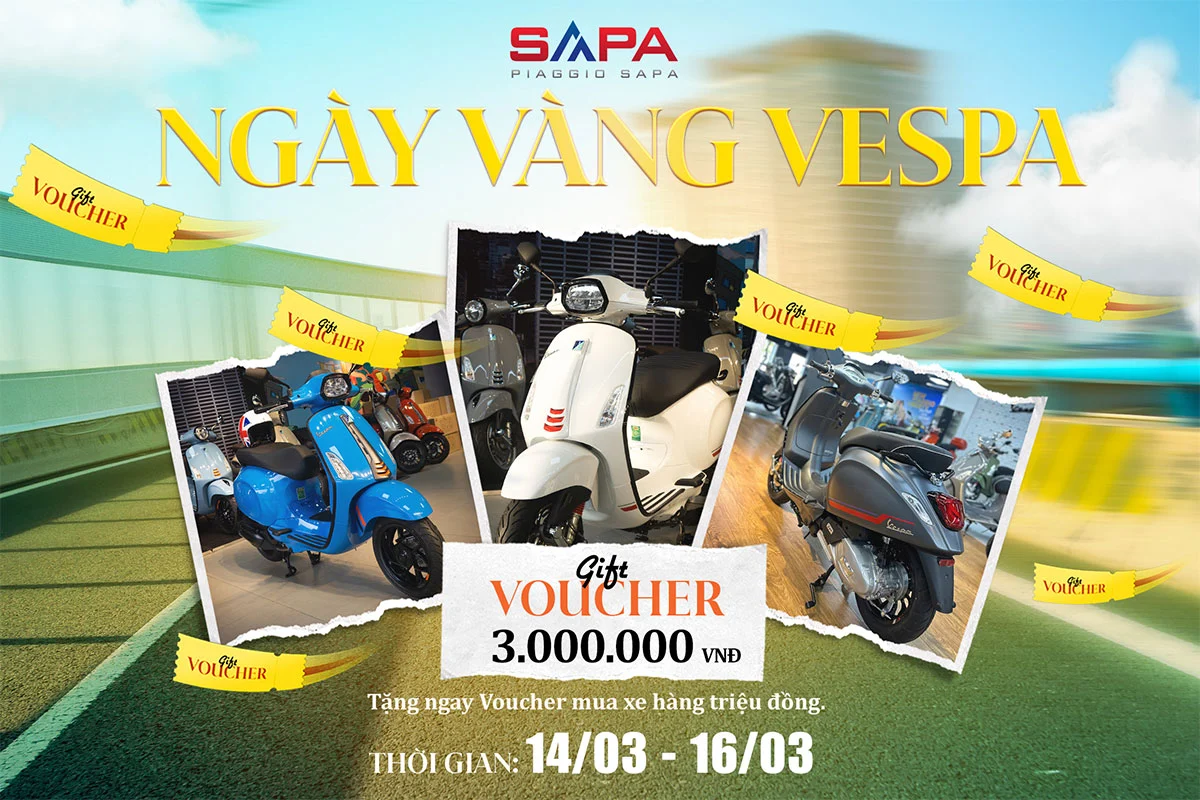 SAPA
PIAGGIO SAPA
NGÀY VÀNG VESPA
Gift
VOUCHER
Gift
VOUCHER
Gift
VOUCHER
Gift
VOUCHER
Vespa
Gift
VOUCHER
3.000.000 VNĐ
Gift
VOUCHER
Gift
VOUCHER
Tặng ngay Voucher mua xe hàng triệu đồng.
THỜI GIAN: 14/03 - 16/03